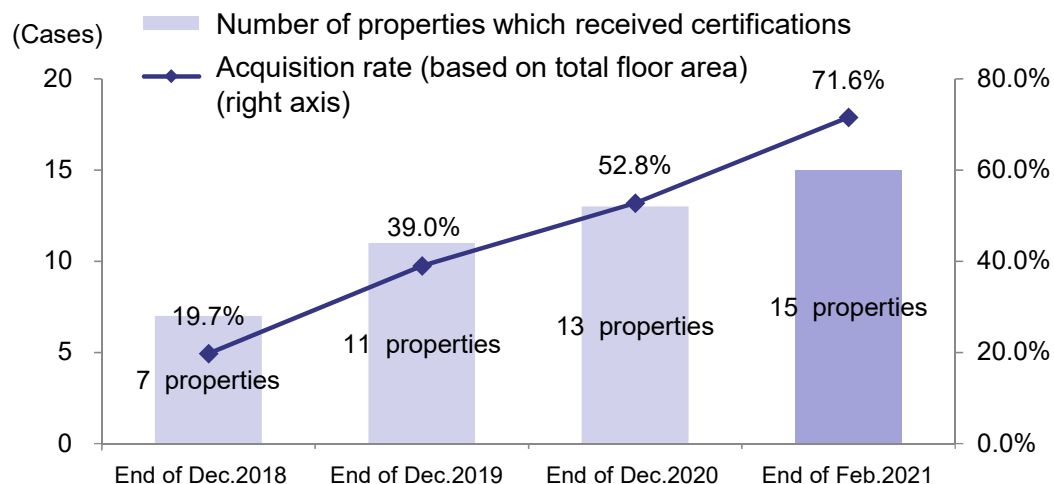 (Cases)
Number of properties which received certifications
Acquisition rate (based on total floor area)
(right axis)
20
15
10
5
0
80.0%
60.0%
40.0%
20.0%
0.0%
19.7%
39.0%
52.8%
71.6%
7 properties
11 properties
13 properties
15 properties
End of Dec.2018
End of Dec.2019
End of Dec.2020
End of Feb.2021